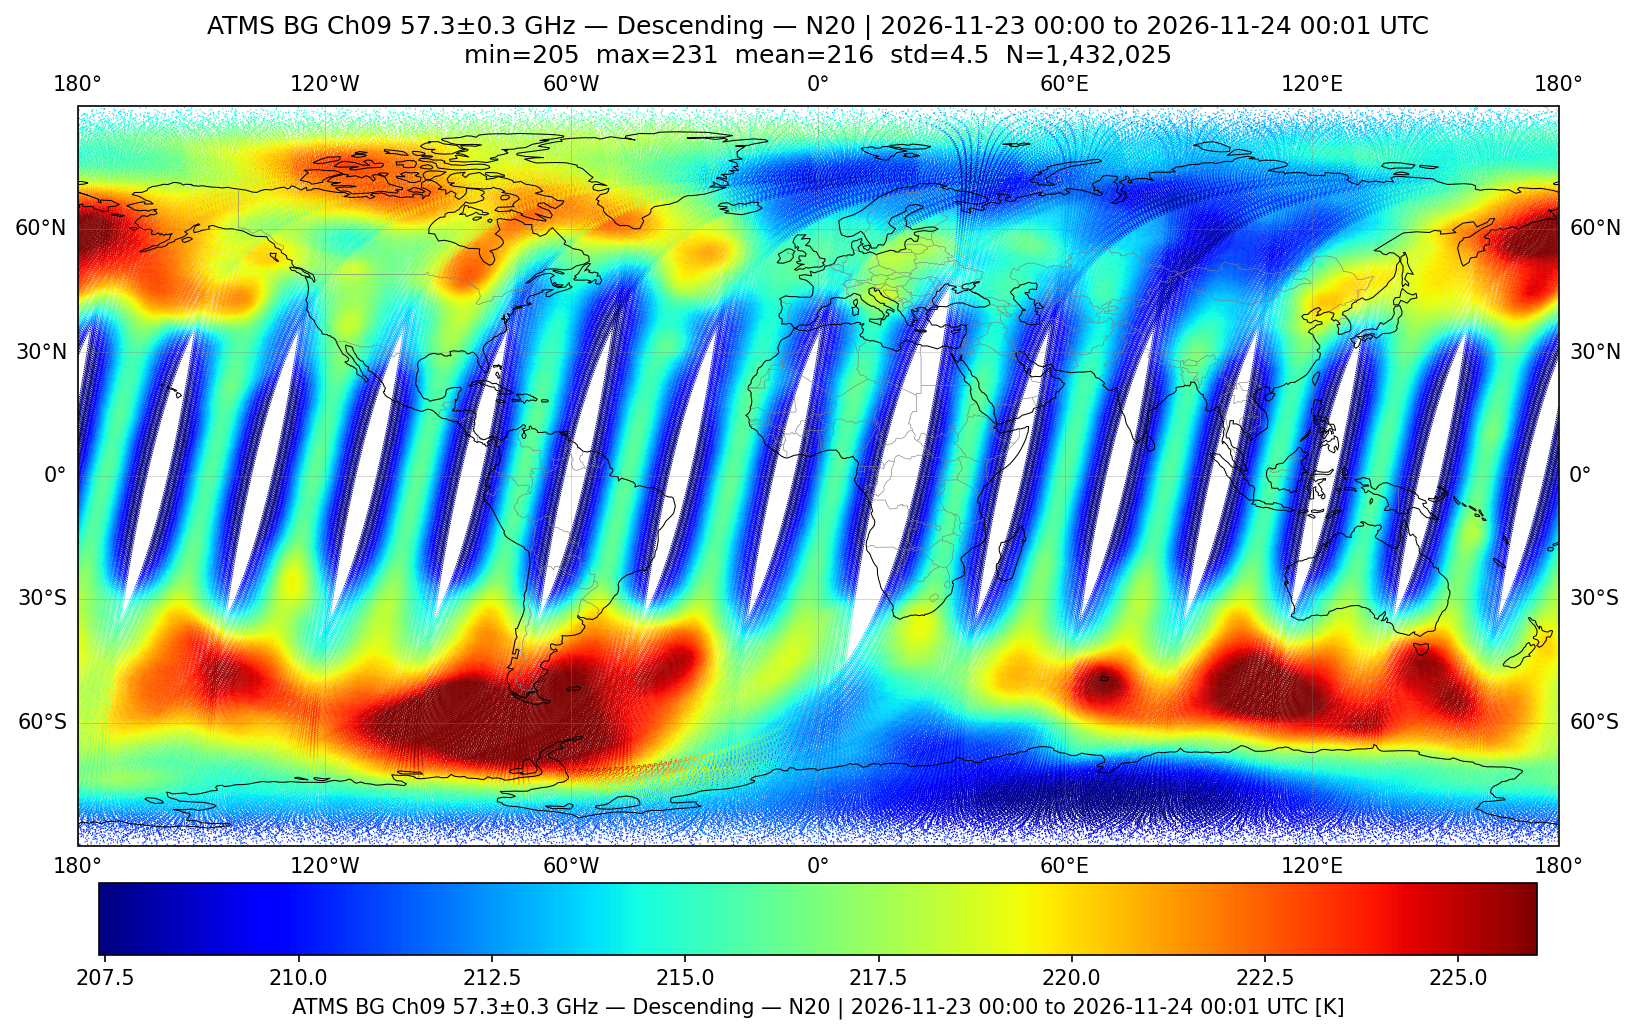 ATMS BG Ch09 57.3±0.3 GHz — Descending — N20 | 2026-11-23 00:00 to 2026-11-24 00:01 UTC
min=205  max=231  mean=216  std=4.5  N=1,432,025
180° 120°W 60°W 0° 60°E 120°E 180°
60°N 60°N
30°N 30°N
0° 0°
30°S 30°S
60°S 60°S
180° 120°W 60°W 0° 60°E 120°E 180°
207.5 210.0 212.5 215.0 217.5 220.0 222.5 225.0
ATMS BG Ch09 57.3±0.3 GHz — Descending — N20 | 2026-11-23 00:00 to 2026-11-24 00:01 UTC [K]